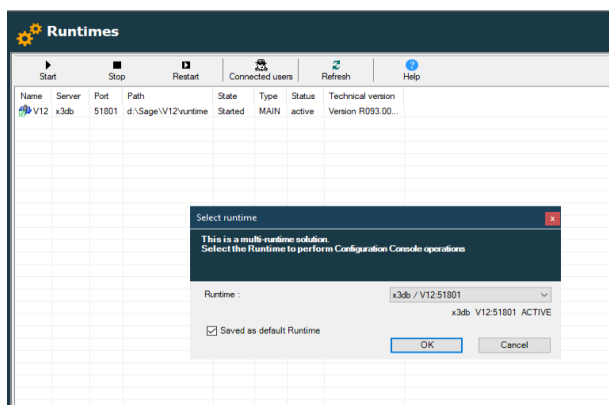 Runtimes
Start Stop Restart Connected users Refresh Help
Name Server Port Path State Type Status Technical version
V12 x3db 51801 d:\Sage\V12\runtime Started MAIN active Version R093.00...
Select runtime
This is a multi-runtime solution.
Select the Runtime to perform Configuration Console operations
Runtime : x3db / V12:51801
x3db V12:51801 ACTIVE
Saved as default Runtime
OK Cancel